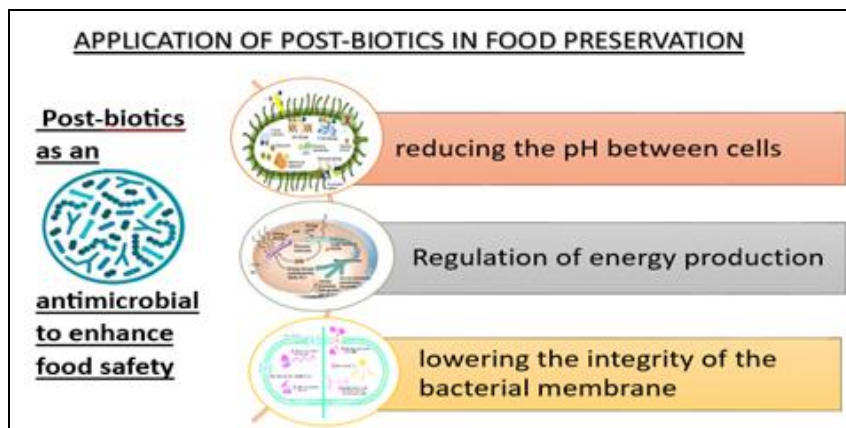 APPLICATION OF POST-BIOTICS IN FOOD PRESERVATION
Post-biotics
as an
antimicrobial
to enhance
food safety
reducing the pH between cells
Regulation of energy production
lowering the integrity of the
bacterial membrane